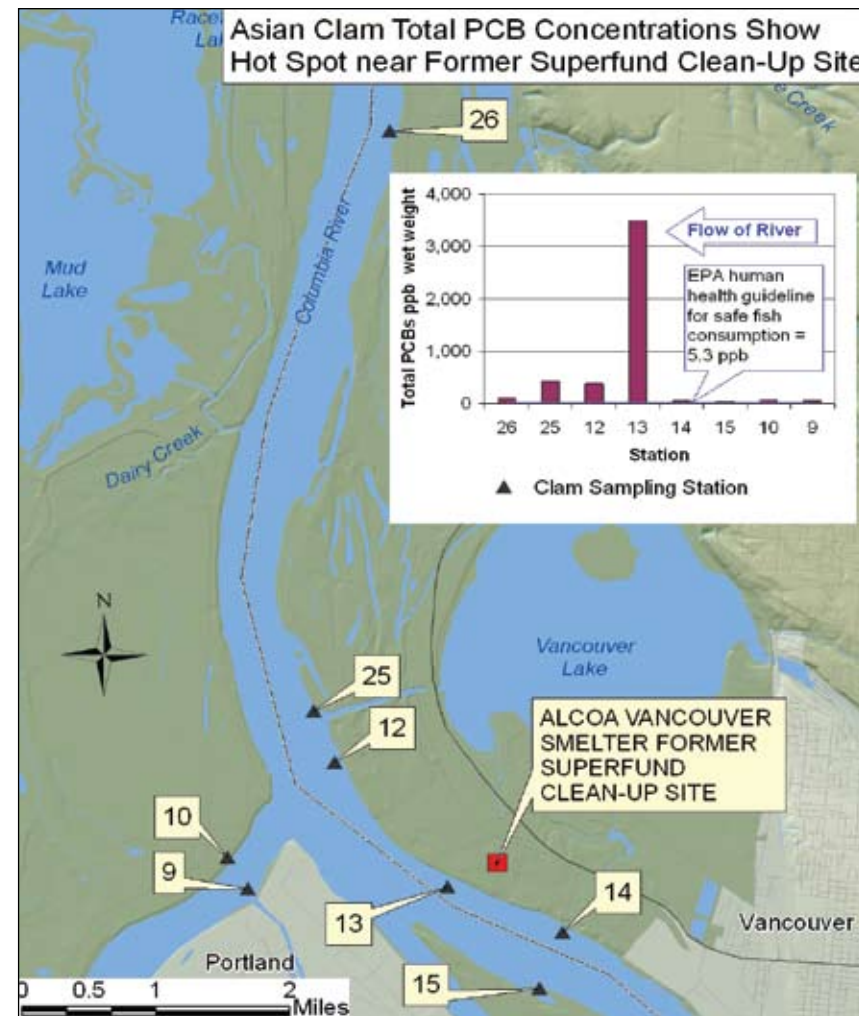 Asian Clam Total PCB Concentrations Show
Hot Spot near Former Superfund Clean-Up Site
Lake
Creek
26
Columbia River
Mud
Lake
Dairy Creek
Total PCBs ppb wet weight
4,000
3,000
2,000
1,000
0
Flow of River
EPA human
health guideline
for safe fish
consumption =
5.3 ppb
26 25 12 13 14 15 10 9
Station
▲ Clam Sampling Station
N
Vancouver
Lake
25
12
ALCOA VANCOUVER
SMELTER FORMER
SUPERFUND
CLEAN-UP SITE
10
9
13
14
Vancouver
Portland
15
0 0.5 1 2
Miles